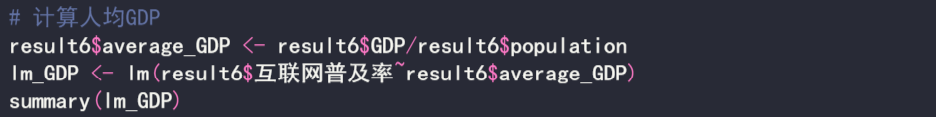 # 计算人均GDP
result6$average_GDP <- result6$GDP/result6$population
lm_GDP <- lm(result6$互联网普及率~result6$average_GDP)
summary(lm_GDP)